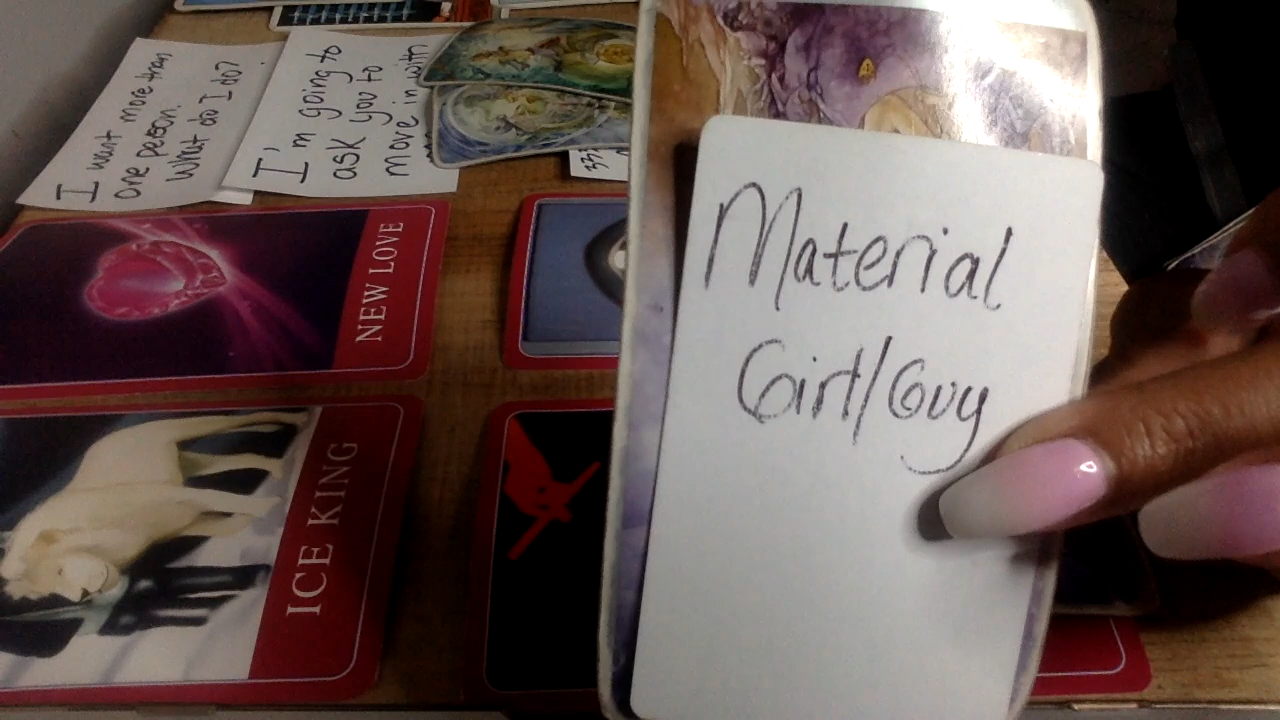 I want more than
one person.
What do I do?
I'm going to
ask you to
move in with
333
NEW LOVE
ICE KING
Material
Girl/Guy